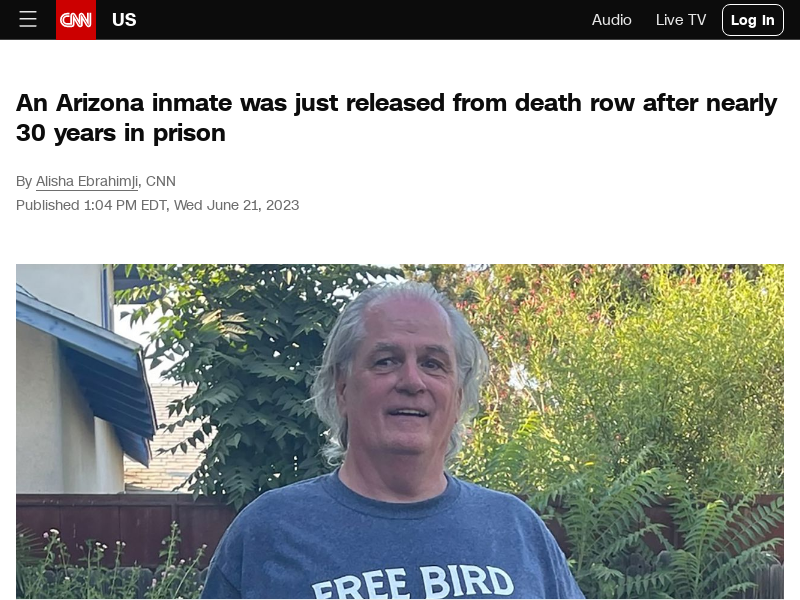 CNN US Audio Live TV Log In
An Arizona inmate was just released from death row after nearly
30 years in prison
By Alisha Ebrahimji, CNN
Published 1:04 PM EDT, Wed June 21, 2023
FREE BIRD